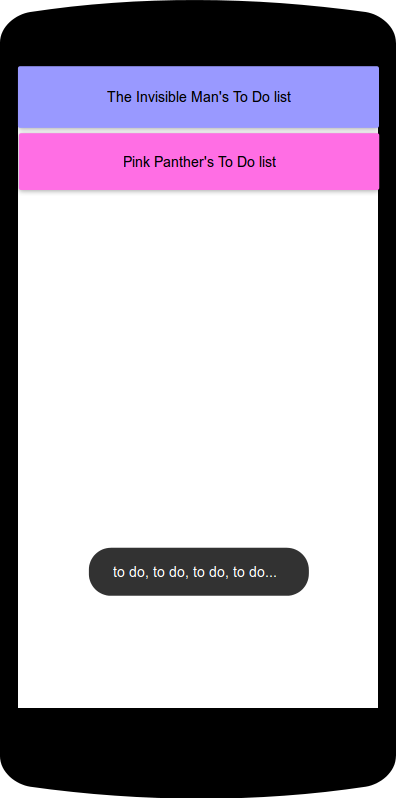 The Invisible Man's To Do list
Pink Panther's To Do list
to do, to do, to do, to do...